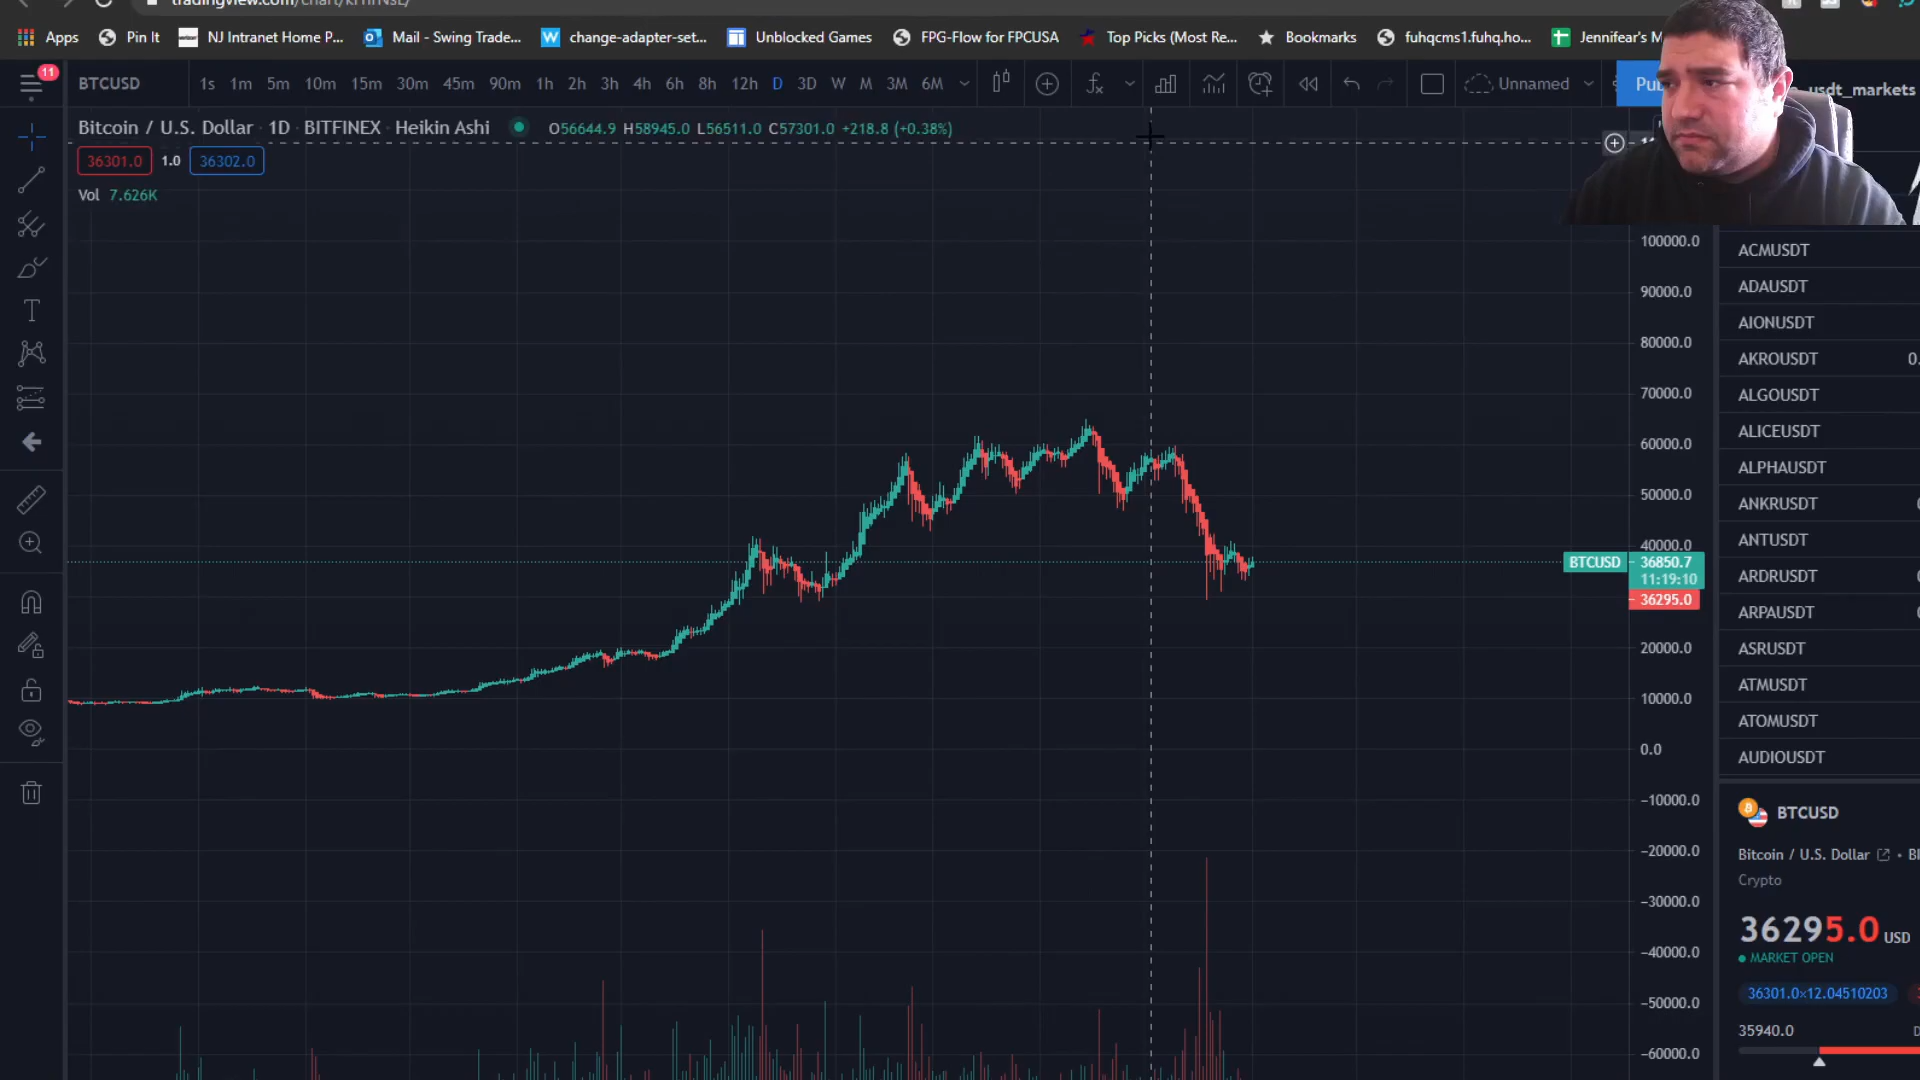 tradingview.com/chart/
Apps Pin It NJ Intranet Home P... Mail - Swing Trade... change-adapter-set... Unblocked Games FPG-Flow for FPCUSA Top Picks (Most Re... Bookmarks fuhqcms1.fuhq.ho... Jennifear's M
11
BTCUSD 1s 1m 5m 10m 15m 30m 45m 90m 1h 2h 3h 4h 6h 8h 12h D 3D W M 3M 6M Unnamed Pu usdt_markets
Bitcoin / U.S. Dollar · 1D · BITFINEX · Heikin Ashi O56644.9 H58945.0 L56511.0 C57301.0 +218.8 (+0.38%)
36301.0 1.0 36302.0
Vol 7.626K
100000.0
90000.0
80000.0
70000.0
60000.0
50000.0
40000.0
BTCUSD 36850.7
11:19:10
36295.0
20000.0
10000.0
0.0
−10000.0
−20000.0
−30000.0
−40000.0
−50000.0
−60000.0
ACMUSDT
ADAUSDT
AIONUSDT
AKROUSDT 0.
ALGOUSDT
ALICEUSDT
ALPHAUSDT
ANKRUSDT
ANTUSDT
ARDRUSDT
ARPAUSDT
ASRUSDT
ATMUSDT
ATOMUSDT
AUDIOUSDT
BTCUSD
Bitcoin / U.S. Dollar • BI
Crypto
36295.0 USD
MARKET OPEN
36301.0×12.04510203
35940.0 D